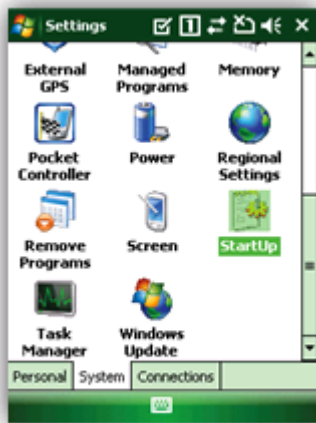 Settings
1
External GPS
Managed Programs
Memory
Pocket Controller
Power
Regional Settings
Remove Programs
Screen
StartUp
Task Manager
Windows Update
Personal System Connections